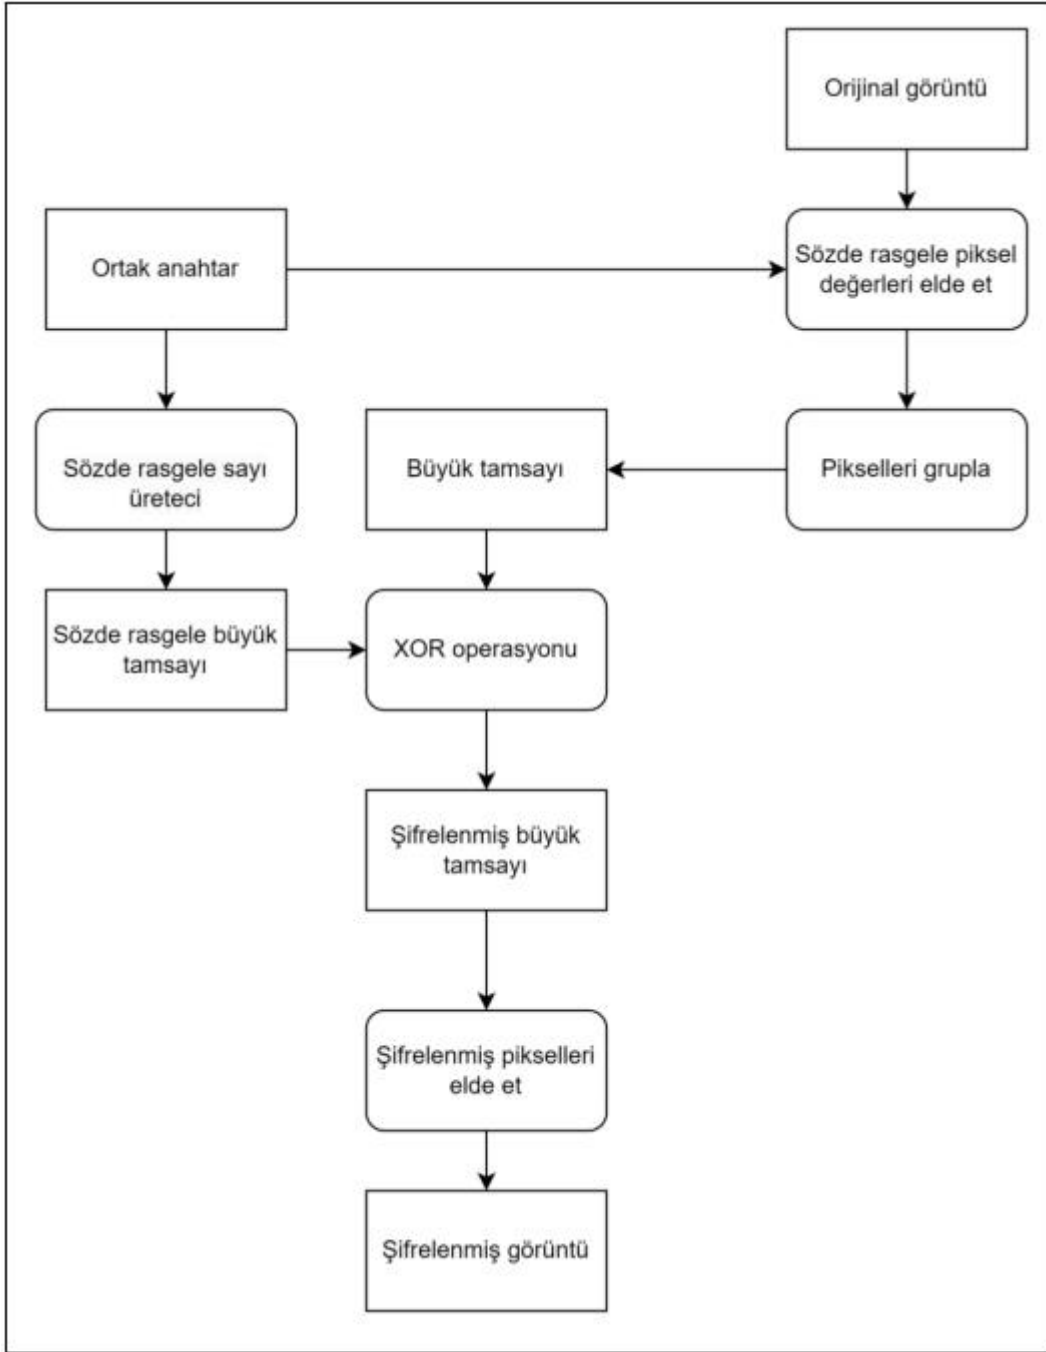 Orijinal görüntü
Ortak anahtar
Sözde rasgele piksel
değerleri elde et
Sözde rasgele sayı
üreteci
Büyük tamsayı
Pikselleri grupla
Sözde rasgele büyük
tamsayı
XOR operasyonu
Şifrelenmiş büyük
tamsayı
Şifrelenmiş pikselleri
elde et
Şifrelenmiş görüntü